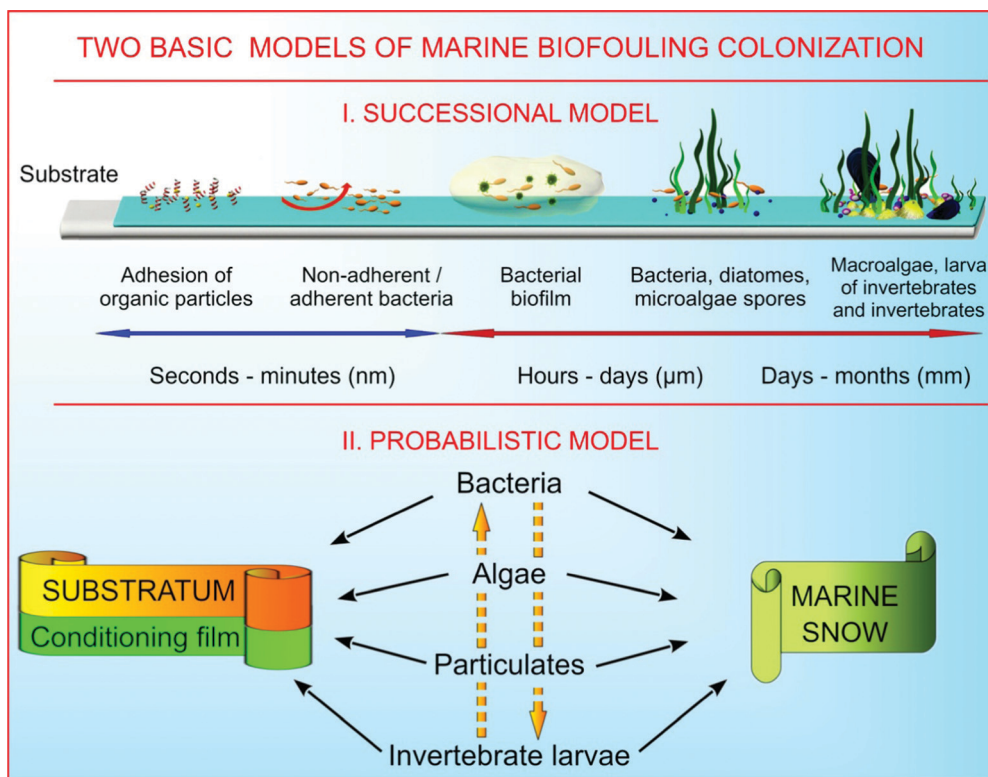 TWO BASIC MODELS OF MARINE BIOFOULING COLONIZATION
I. SUCCESSIONAL MODEL
Substrate
Adhesion of
organic particles
Non-adherent /
adherent bacteria
Bacterial
biofilm
Bacteria, diatomes,
microalgae spores
Macroalgae, larva
of invertebrates
and invertebrates
Seconds - minutes (nm)
Hours - days (µm)
Days - months (mm)
II. PROBABILISTIC MODEL
Bacteria
Algae
Particulates
Invertebrate larvae
SUBSTRATUM
Conditioning film
MARINE
SNOW